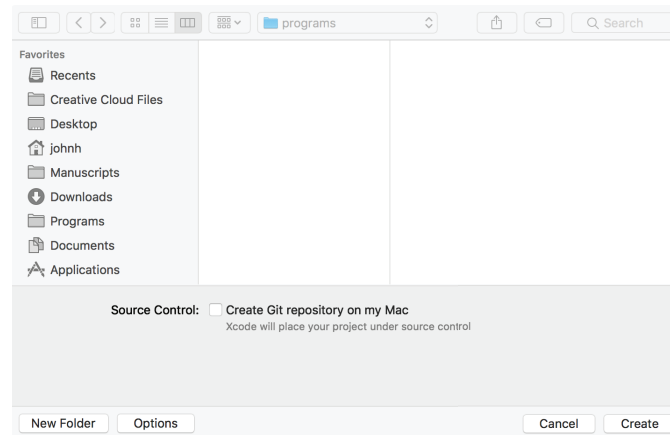 programs
Search
Favorites
Recents
Creative Cloud Files
Desktop
johnh
Manuscripts
Downloads
Programs
Documents
Applications
Source Control: Create Git repository on my Mac
Xcode will place your project under source control
New Folder Options Cancel Create